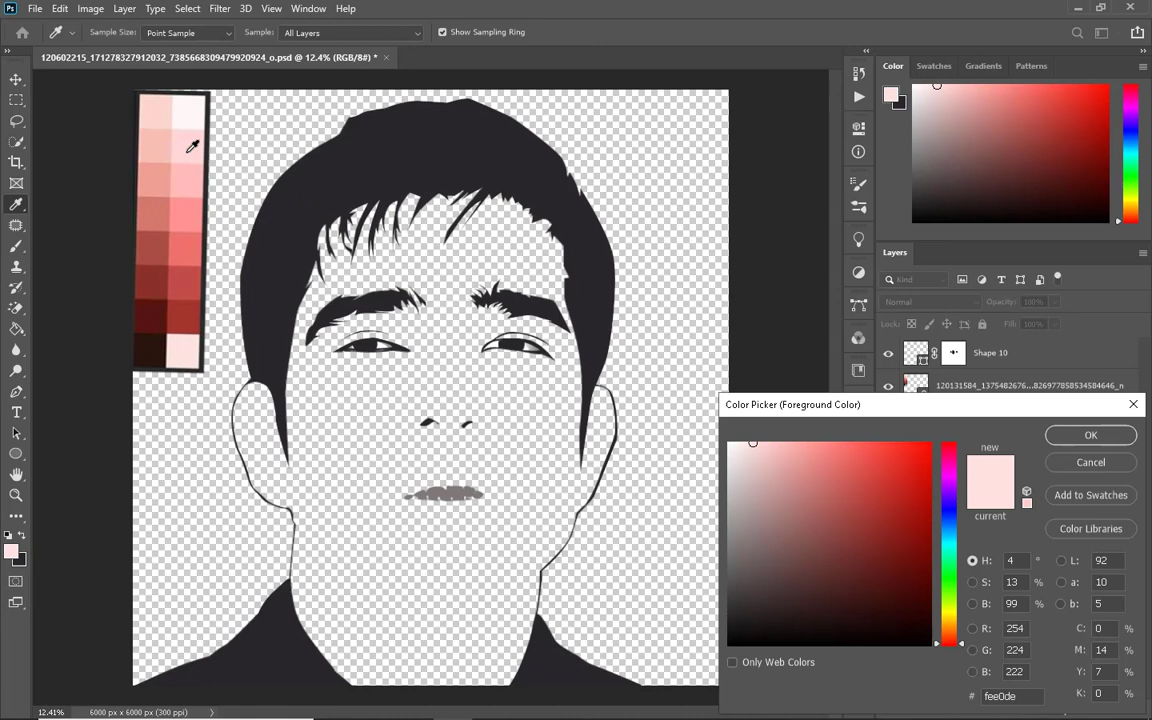 Ps File Edit Image Layer Type Select Filter 3D View Window Help
Sample Size: Point Sample Sample: All Layers Show Sampling Ring
120602215_171278327912032_7385668309479920924_o.psd @ 12.4% (RGB/8#) *
Color Swatches Gradients Patterns
Layers
Kind
Normal Opacity: 100%
Lock: Fill: 100%
Shape 10
120131584_1375482676...826977858534584646_n
Color Picker (Foreground Color)
new
OK
Cancel
Add to Swatches
current
Color Libraries
H: 4 ° L: 92
S: 13 % a: 10
B: 99 % b: 5
R: 254 C: 0 %
G: 224 M: 14 %
B: 222 Y: 7 %
Only Web Colors
# fee0de K: 0 %
12.41% 6000 px x 6000 px (300 ppi)